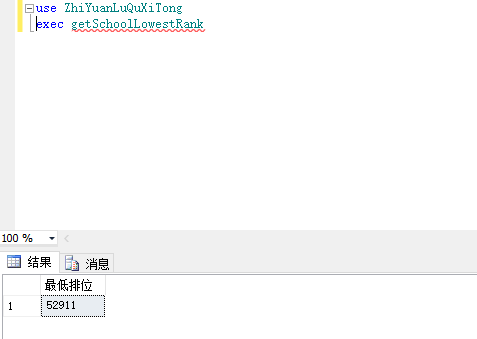 use ZhiYuanLuQuXiTong
exec getSchoolLowestRank
100 %
结果 消息
最低排位
1 52911